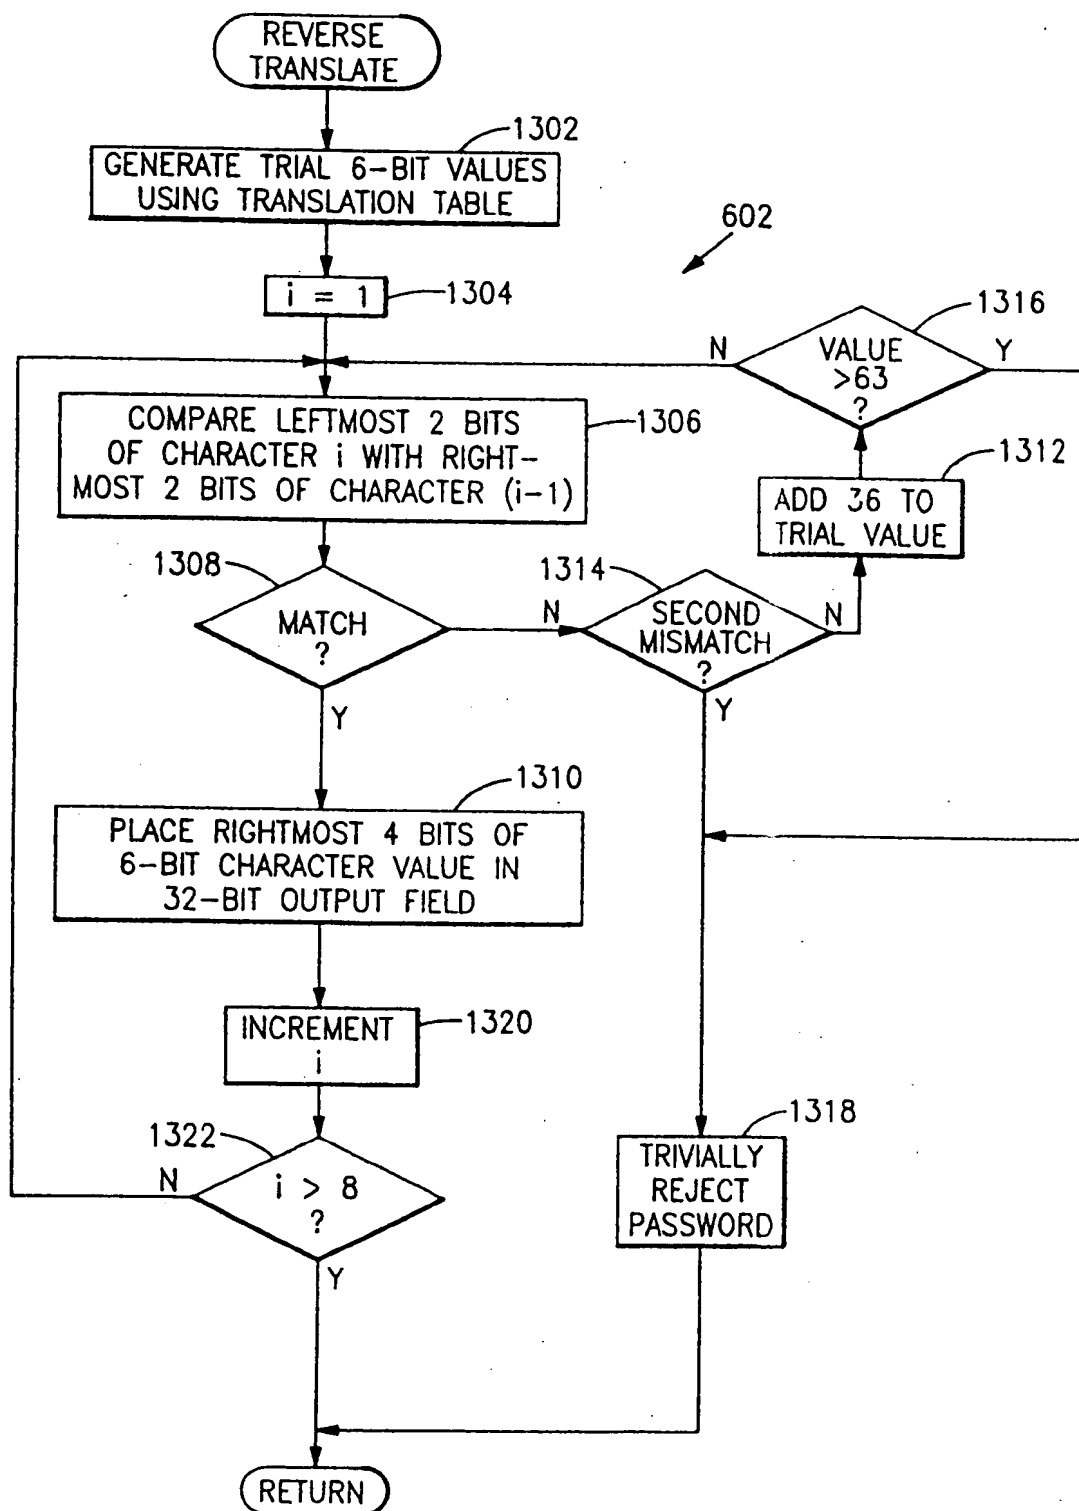 REVERSE
TRANSLATE
1302
GENERATE TRIAL 6-BIT VALUES
USING TRANSLATION TABLE
602
i = 1
1304
1316
N
VALUE
>63
?
Y
COMPARE LEFTMOST 2 BITS
OF CHARACTER i WITH RIGHT-
MOST 2 BITS OF CHARACTER (i-1)
1306
1312
ADD 36 TO
TRIAL VALUE
1308
MATCH
?
Y
N
1314
SECOND
MISMATCH
?
N
Y
1310
PLACE RIGHTMOST 4 BITS OF
6-BIT CHARACTER VALUE IN
32-BIT OUTPUT FIELD
INCREMENT
i
1320
1322
N
i > 8
?
Y
1318
TRIVIALLY
REJECT
PASSWORD
RETURN